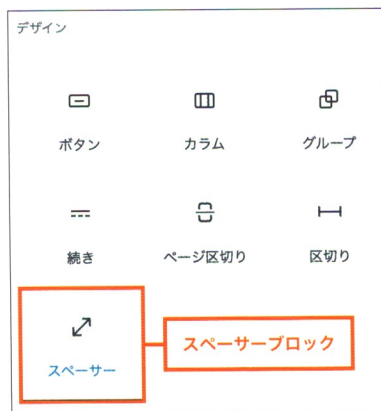 デザイン
ボタン
カラム
グループ
続き
ページ区切り
区切り
スペーサー
スペーサーブロック